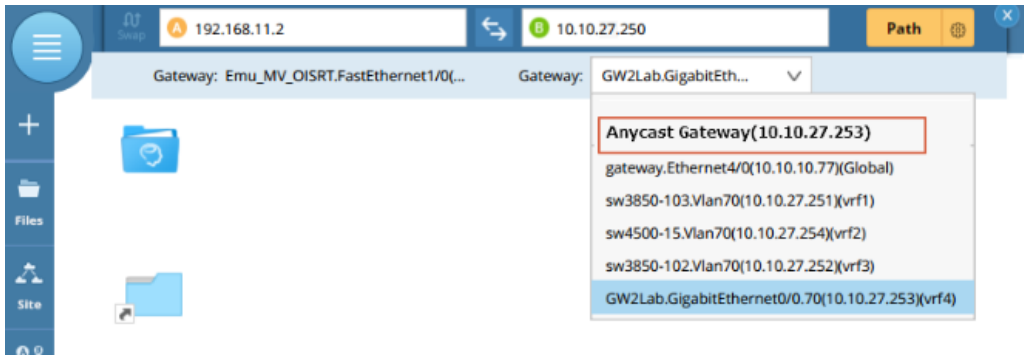 Swap
A
192.168.11.2
B
10.10.27.250
Path
Gateway: Emu_MV_OISRT.FastEthernet1/0(...
Gateway:
GW2Lab.GigabitEth...
Anycast Gateway(10.10.27.253)
gateway.Ethernet4/0(10.10.10.77)(Global)
sw3850-103.Vlan70(10.10.27.251)(vrf1)
sw4500-15.Vlan70(10.10.27.254)(vrf2)
sw3850-102.Vlan70(10.10.27.252)(vrf3)
GW2Lab.GigabitEthernet0/0.70(10.10.27.253)(vrf4)
Files
Site